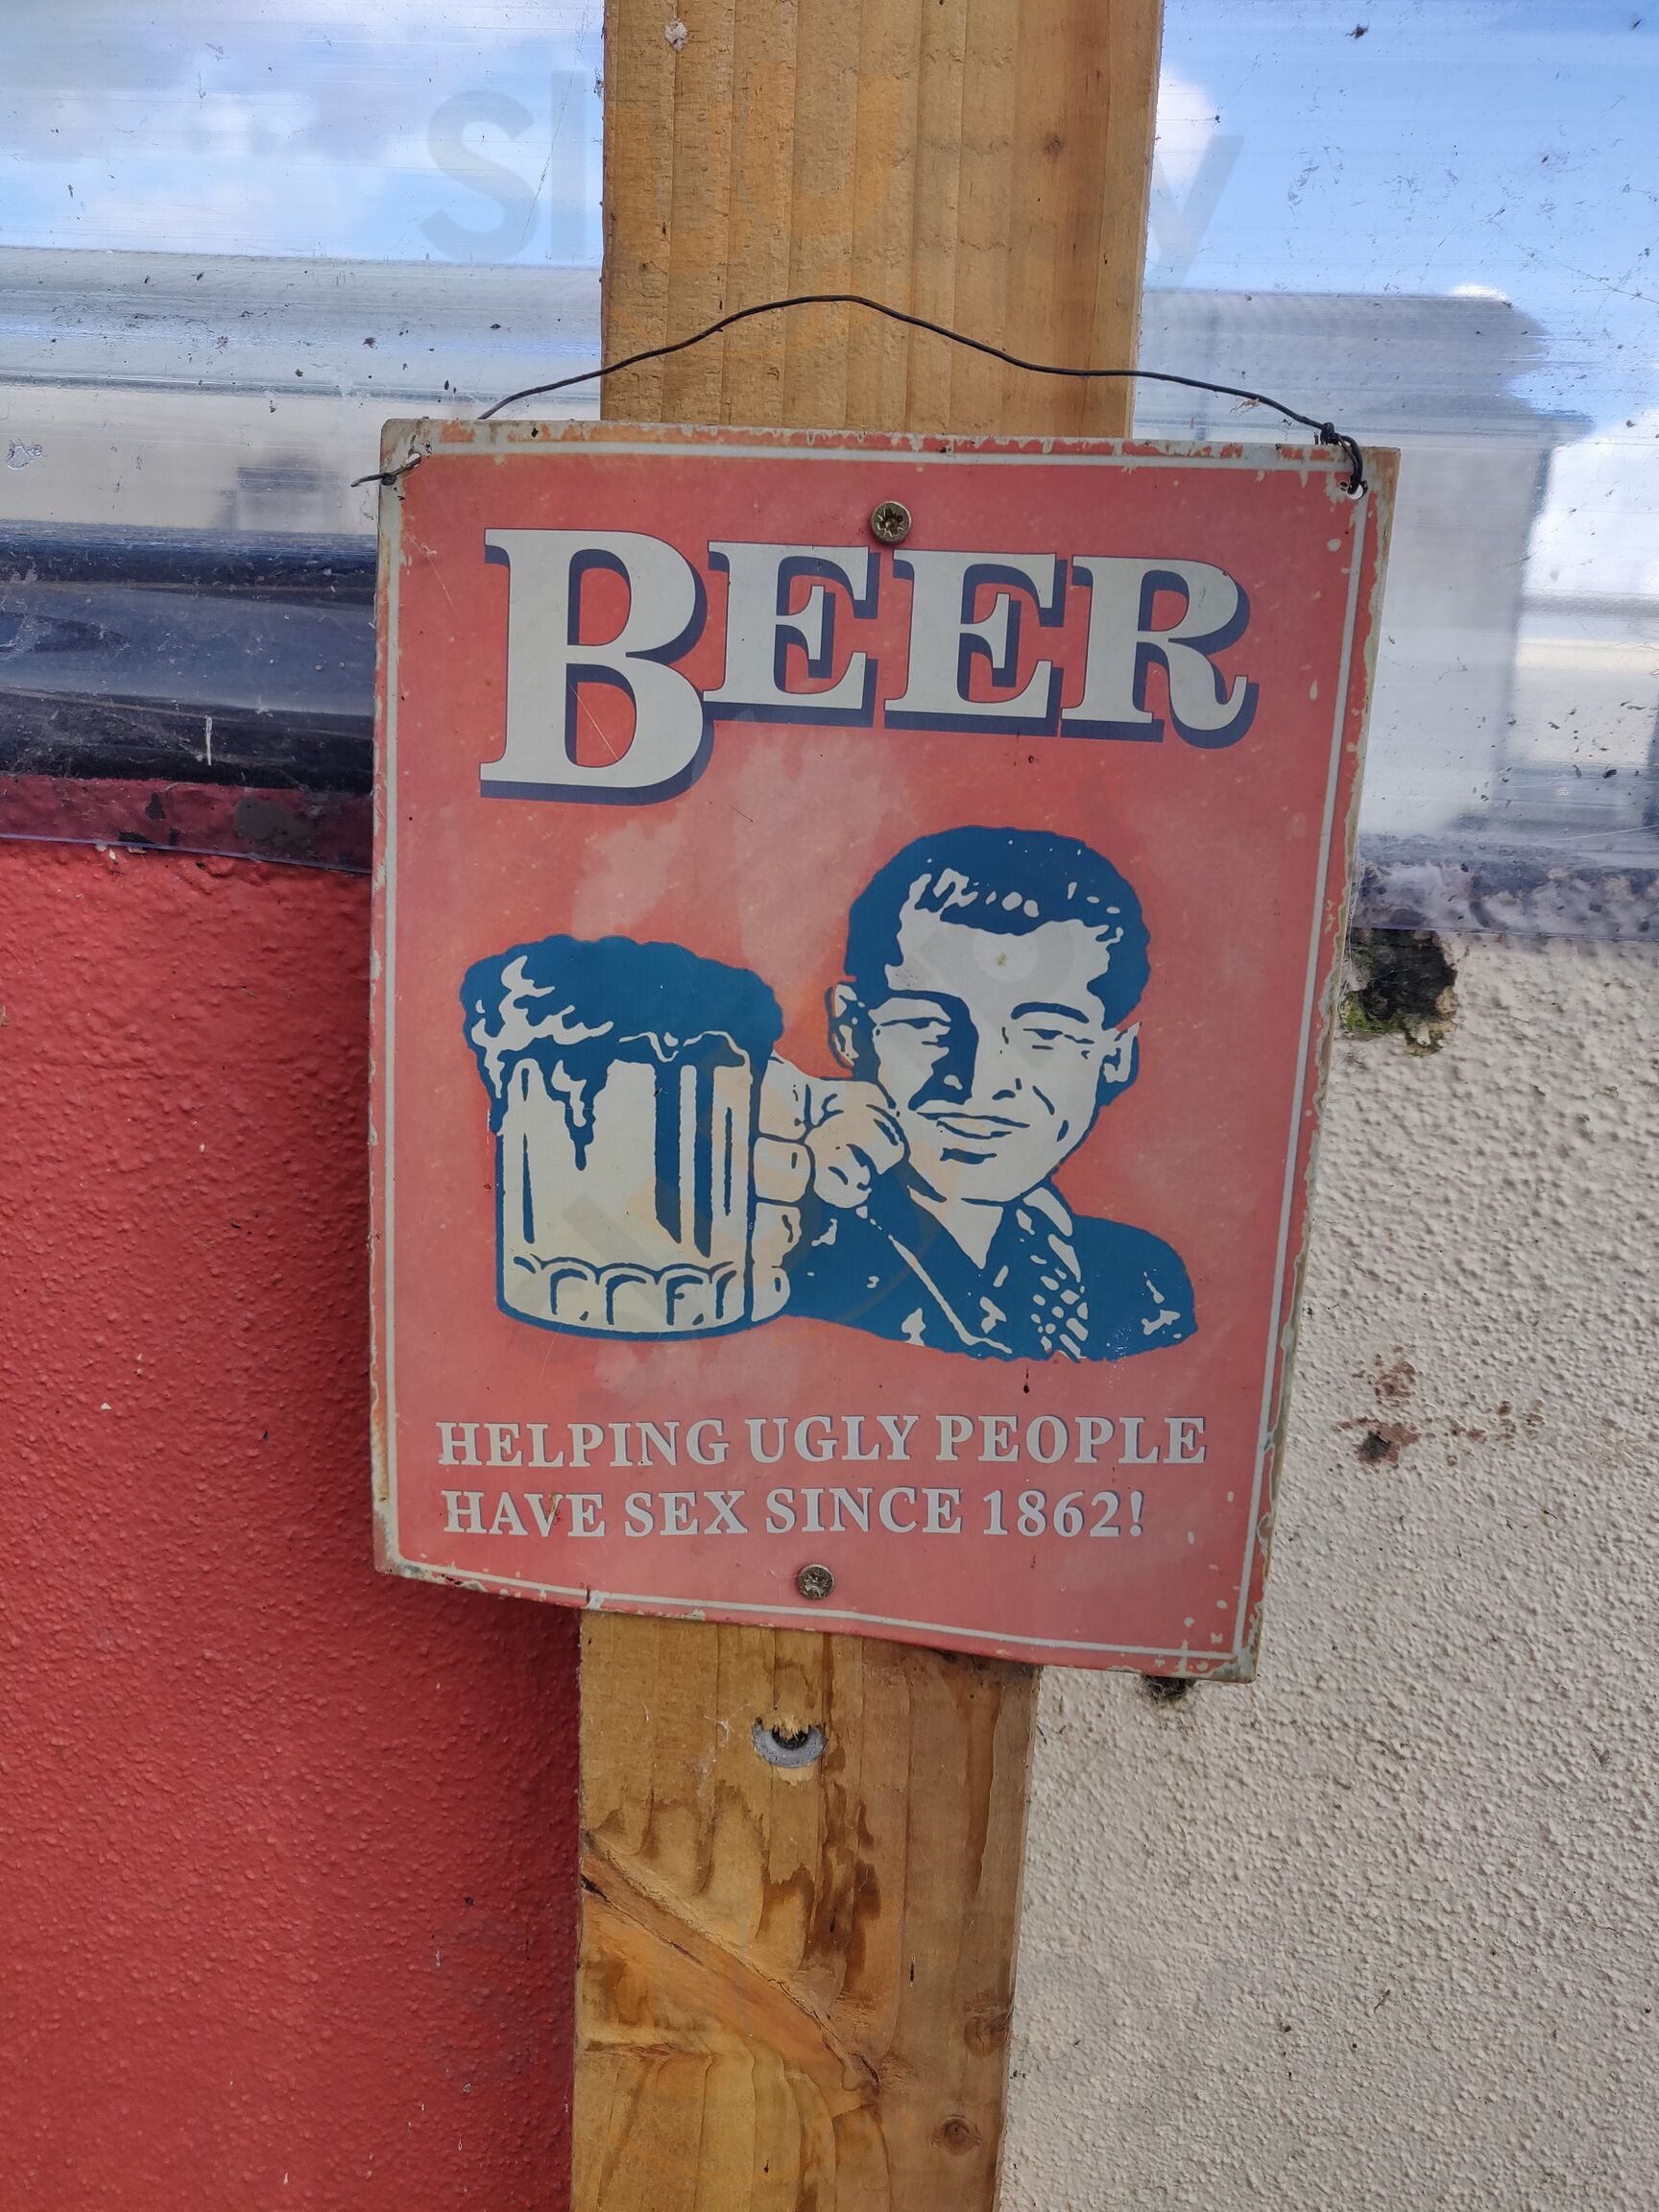 BEER
HELPING UGLY PEOPLE
HAVE SEX SINCE 1862!